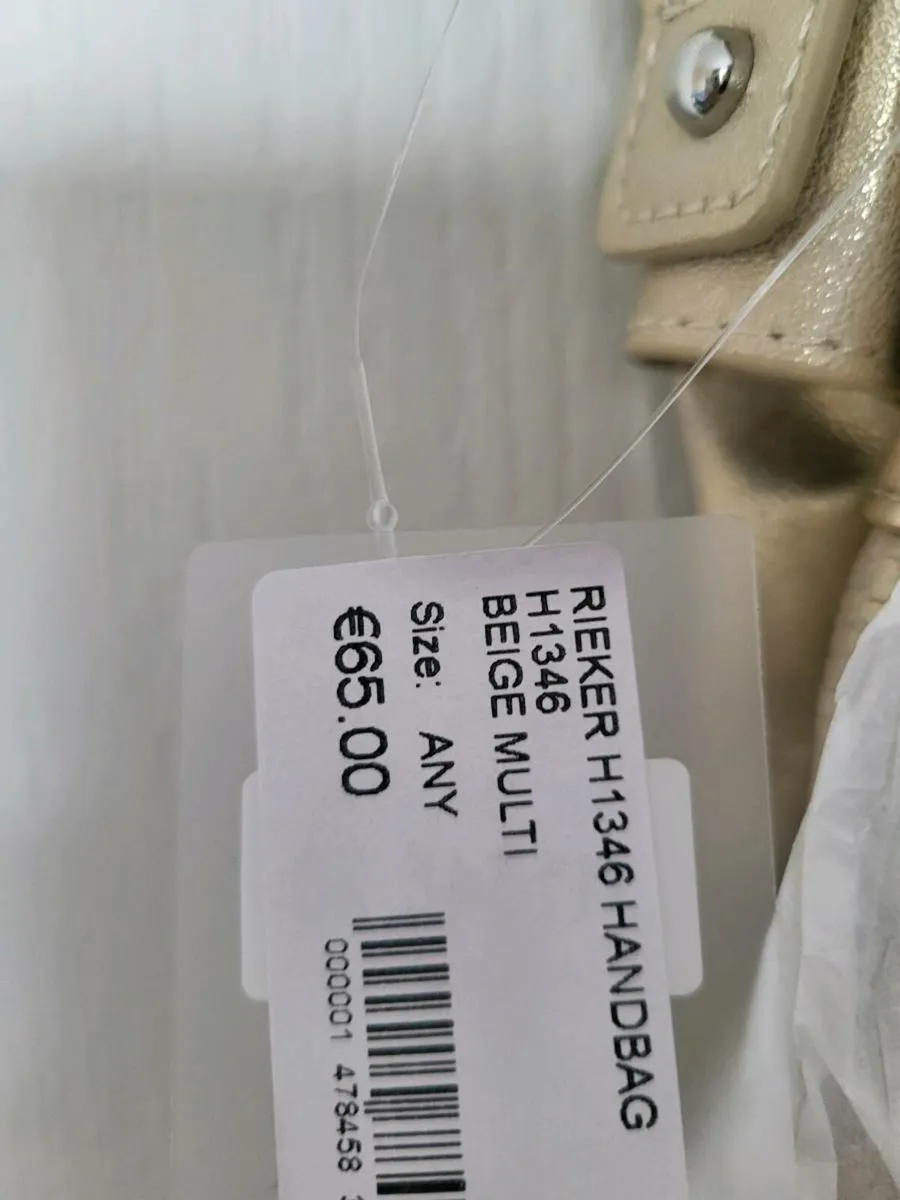 RIEKER H1346 HANDBAG
H1346
BEIGE MULTI
Size: ANY
€65.00
000001 478458